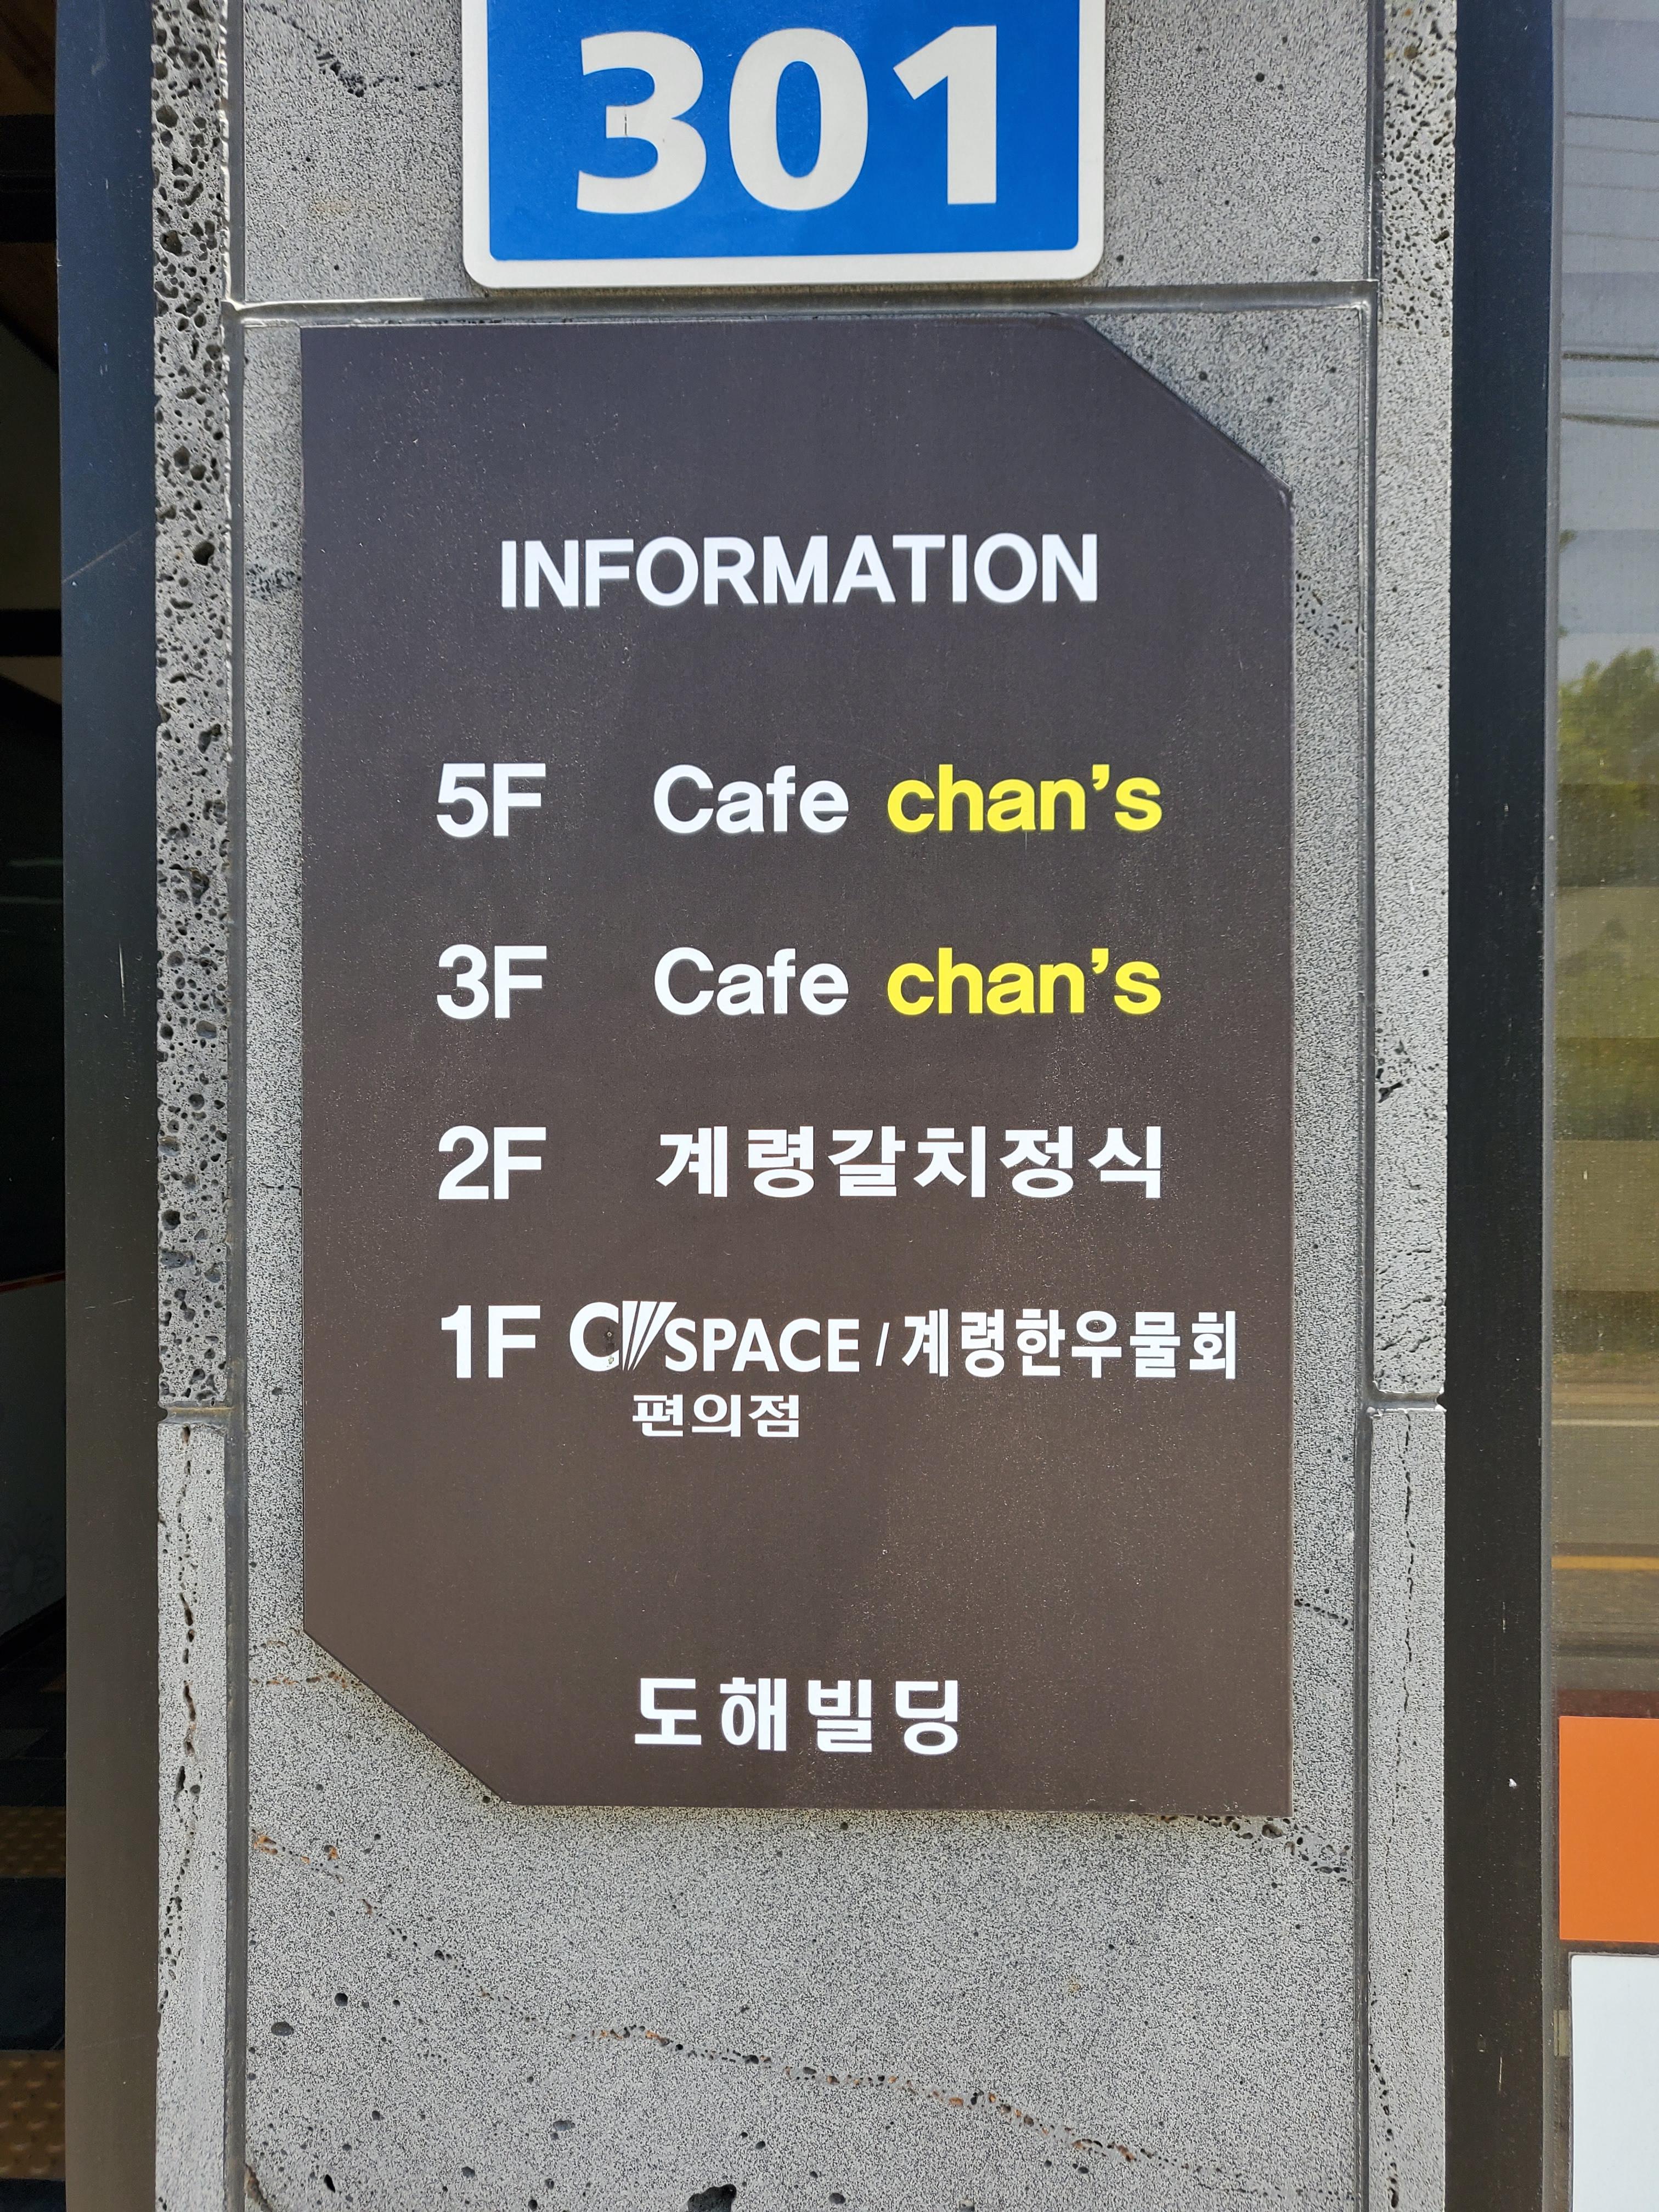 301
INFORMATION
5F Cafe chan's
3F Cafe chan's
2F 계령갈치정식
1F CVSPACE / 계령한우물회
편의점
도해빌딩